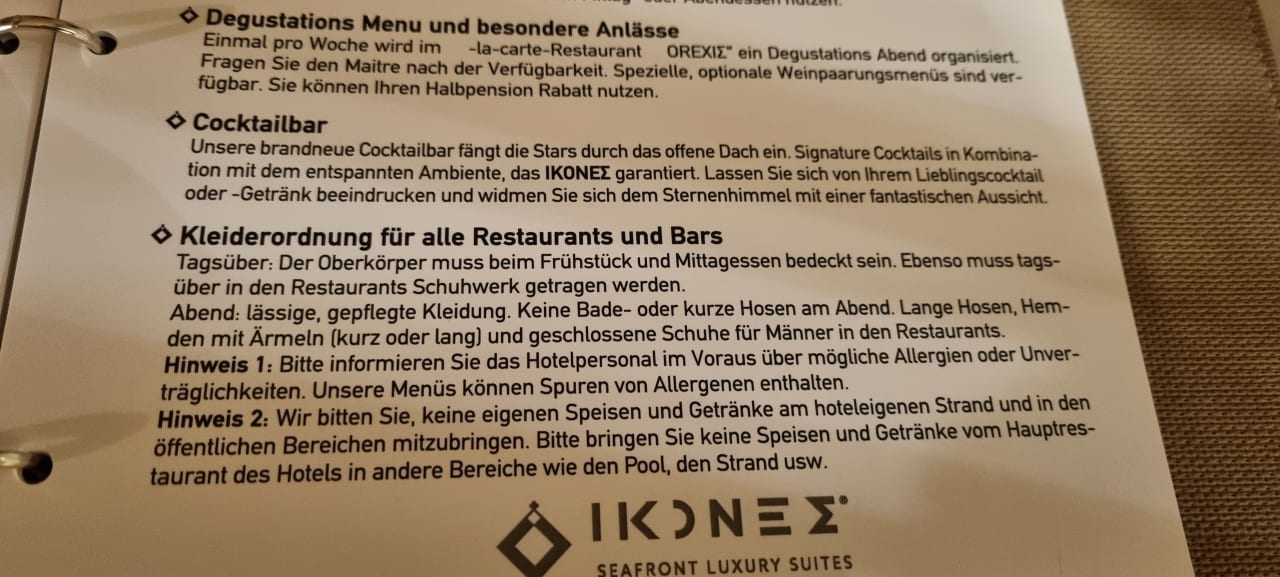 oder Abendessen nutzen.
Degustations Menu und besondere Anlässe
Einmal pro Woche wird im -la-carte-Restaurant OREXIΣ" ein Degustations Abend organisiert.
Fragen Sie den Maitre nach der Verfügbarkeit. Spezielle, optionale Weinpaarungsmenüs sind ver-
fügbar. Sie können Ihren Halbpension Rabatt nutzen.
Cocktailbar
Unsere brandneue Cocktailbar fängt die Stars durch das offene Dach ein. Signature Cocktails in Kombina-
tion mit dem entspannten Ambiente, das IKONEΣ garantiert. Lassen Sie sich von Ihrem Lieblingscocktail
oder -Getränk beeindrucken und widmen Sie sich dem Sternenhimmel mit einer fantastischen Aussicht.
Kleiderordnung für alle Restaurants und Bars
Tagsüber: Der Oberkörper muss beim Frühstück und Mittagessen bedeckt sein. Ebenso muss tags-
über in den Restaurants Schuhwerk getragen werden.
Abend: lässige, gepflegte Kleidung. Keine Bade- oder kurze Hosen am Abend. Lange Hosen, Hem-
den mit Ärmeln (kurz oder lang) und geschlossene Schuhe für Männer in den Restaurants.
Hinweis 1: Bitte informieren Sie das Hotelpersonal im Voraus über mögliche Allergien oder Unver-
träglichkeiten. Unsere Menüs können Spuren von Allergenen enthalten.
Hinweis 2: Wir bitten Sie, keine eigenen Speisen und Getränke am hoteleigenen Strand und in den
öffentlichen Bereichen mitzubringen. Bitte bringen Sie keine Speisen und Getränke vom Hauptres-
taurant des Hotels in andere Bereiche wie den Pool, den Strand usw.
IKONEΣ®
SEAFRONT LUXURY SUITES